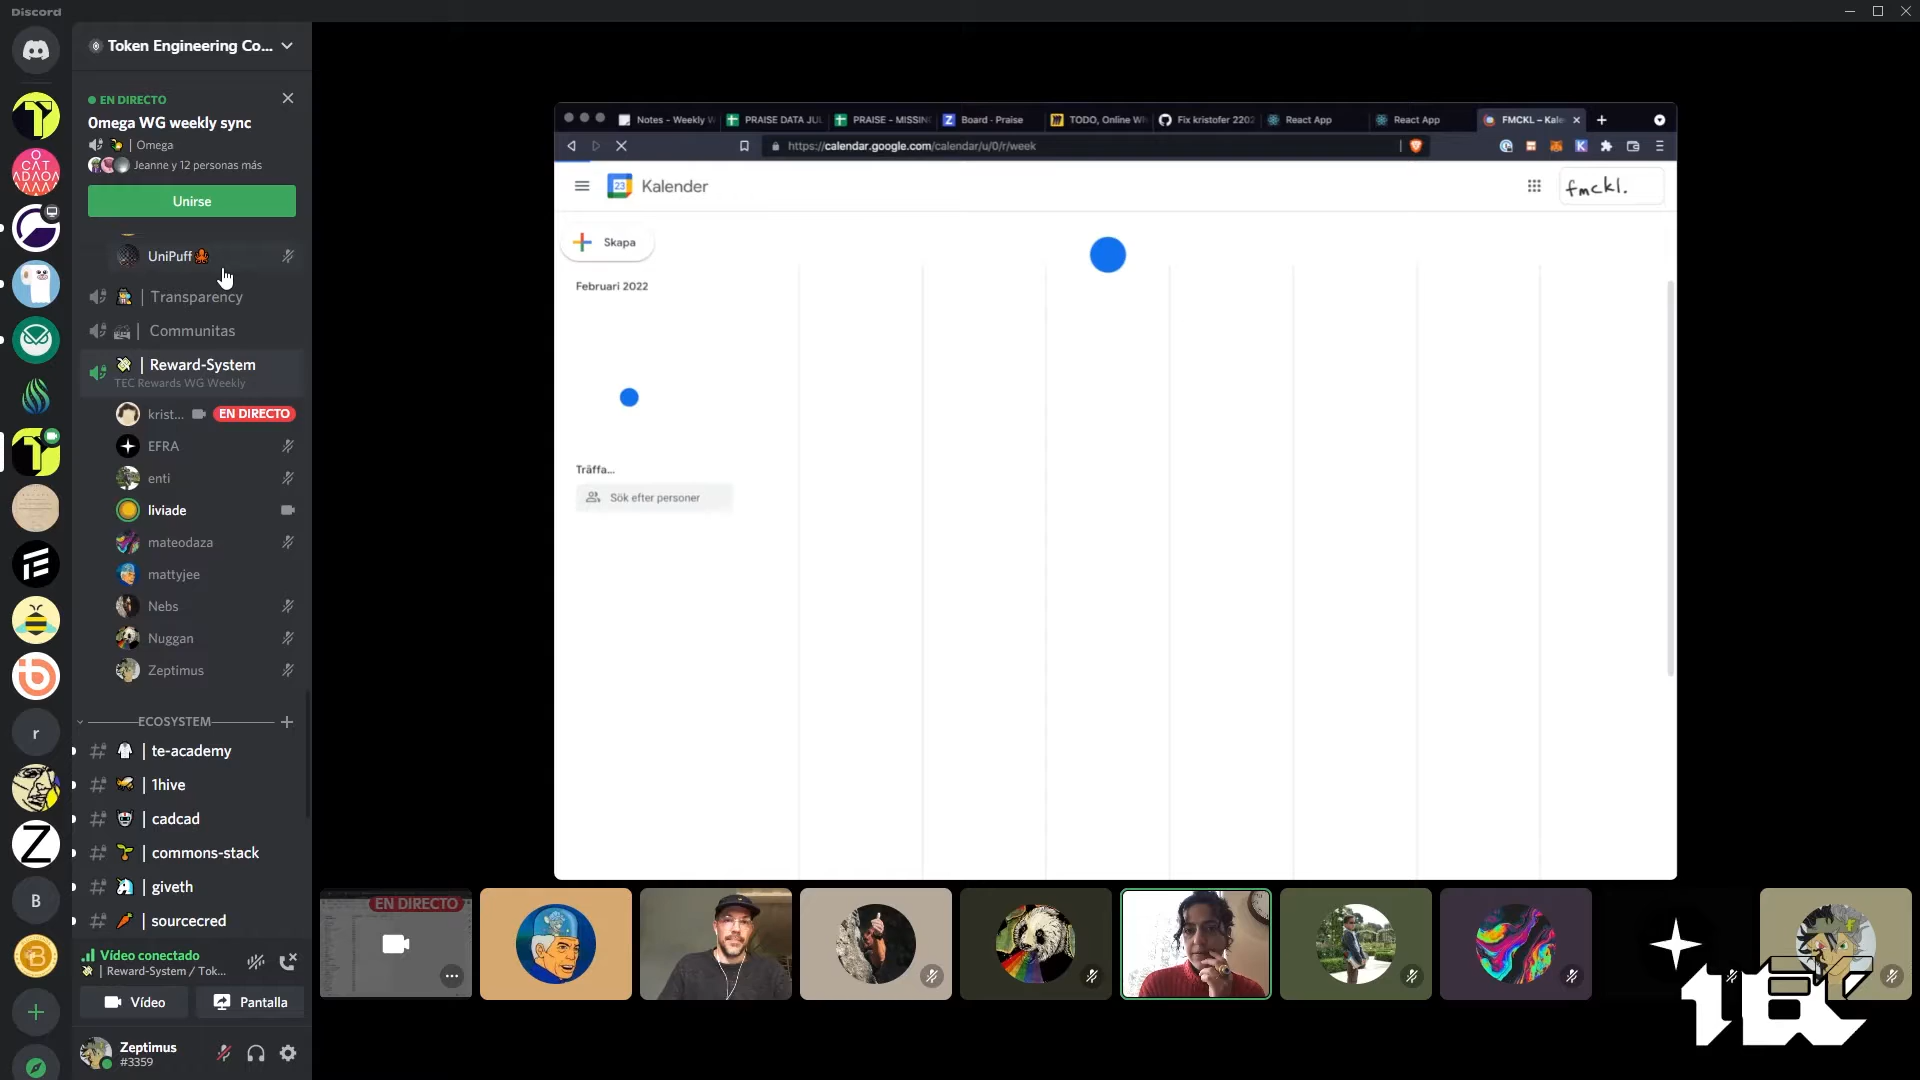 Discord
Token Engineering Co...
EN DIRECTO
0mega WG weekly sync
| Omega
Jeanne y 12 personas más
Unirse
UniPuff
| Transparency
| Communitas
| Reward-System
TEC Rewards WG Weekly
krist... EN DIRECTO
EFRA
enti
liviade
mateodaza
mattyjee
Nebs
Nuggan
Zeptimus
ECOSYSTEM
| te-academy
| 1hive
| cadcad
| commons-stack
| giveth
| sourcecred
Vídeo conectado
| Reward-System / Tok...
Vídeo
Pantalla
Zeptimus
#3359
r
B
Notes - Weekly W
PRAISE DATA JUL
PRAISE - MISSIN
Board - Praise
TODO, Online Wh
Fix kristofer 2202
React App
React App
FMCKL – Kale
https://calendar.google.com/calendar/u/0/r/week
23 Kalender
fmckl.
Skapa
Februari 2022
Träffa...
Sök efter personer
EN DIRECTO